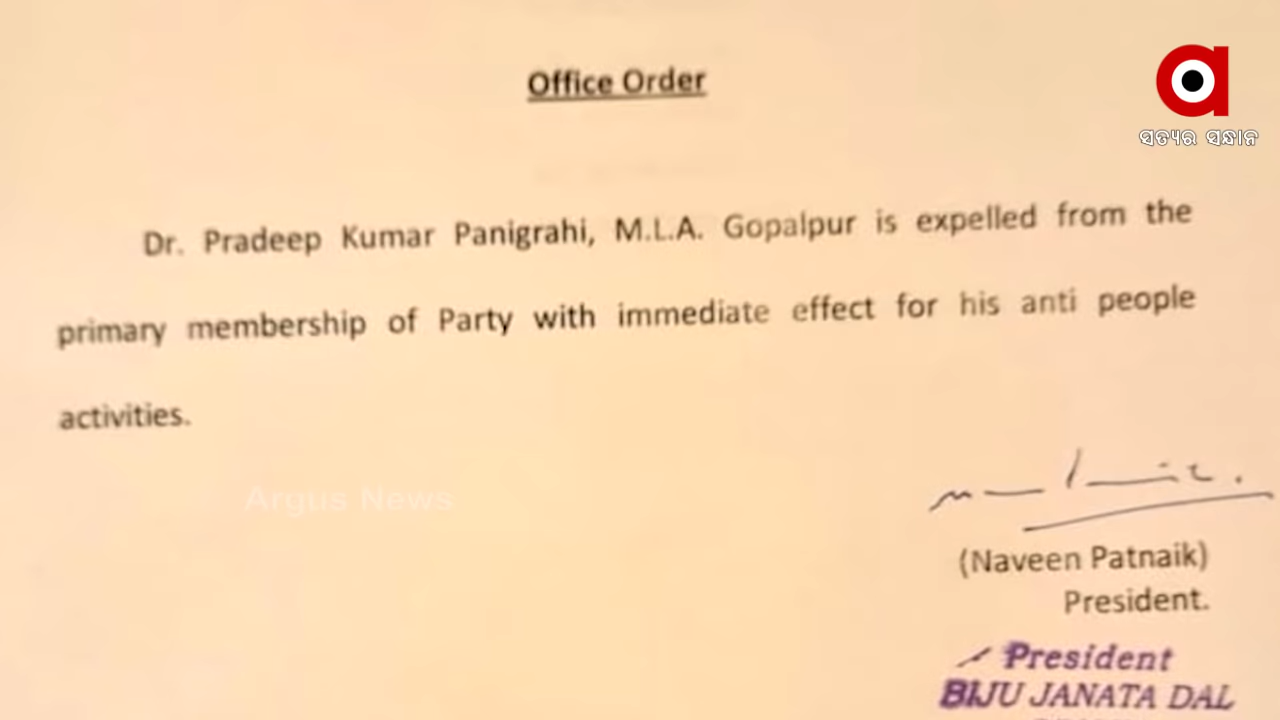 Office Order
ସତ୍ୟର ସନ୍ଧାନ
Dr. Pradeep Kumar Panigrahi, M.L.A. Gopalpur is expelled from the
primary membership of Party with immediate effect for his anti people
activities.
Argus News
(Naveen Patnaik)
President.
President
BIJU JANATA DAL